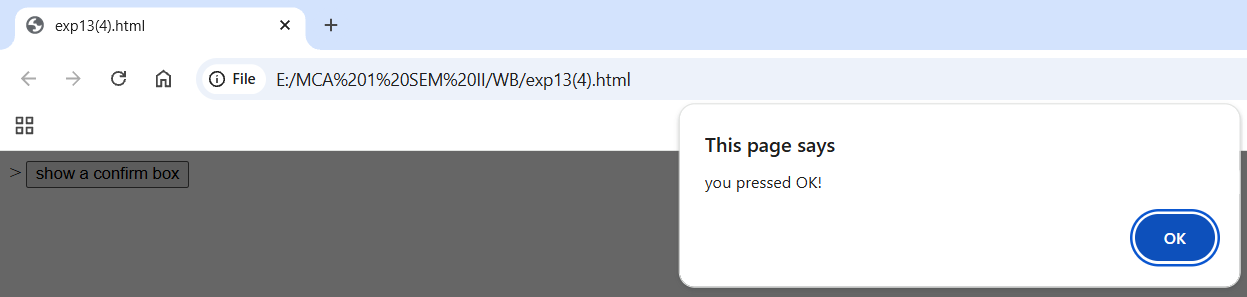 exp13(4).html
File E:/MCA%201%20SEM%20II/WB/exp13(4).html
This page says
you pressed OK!
> show a confirm box
OK